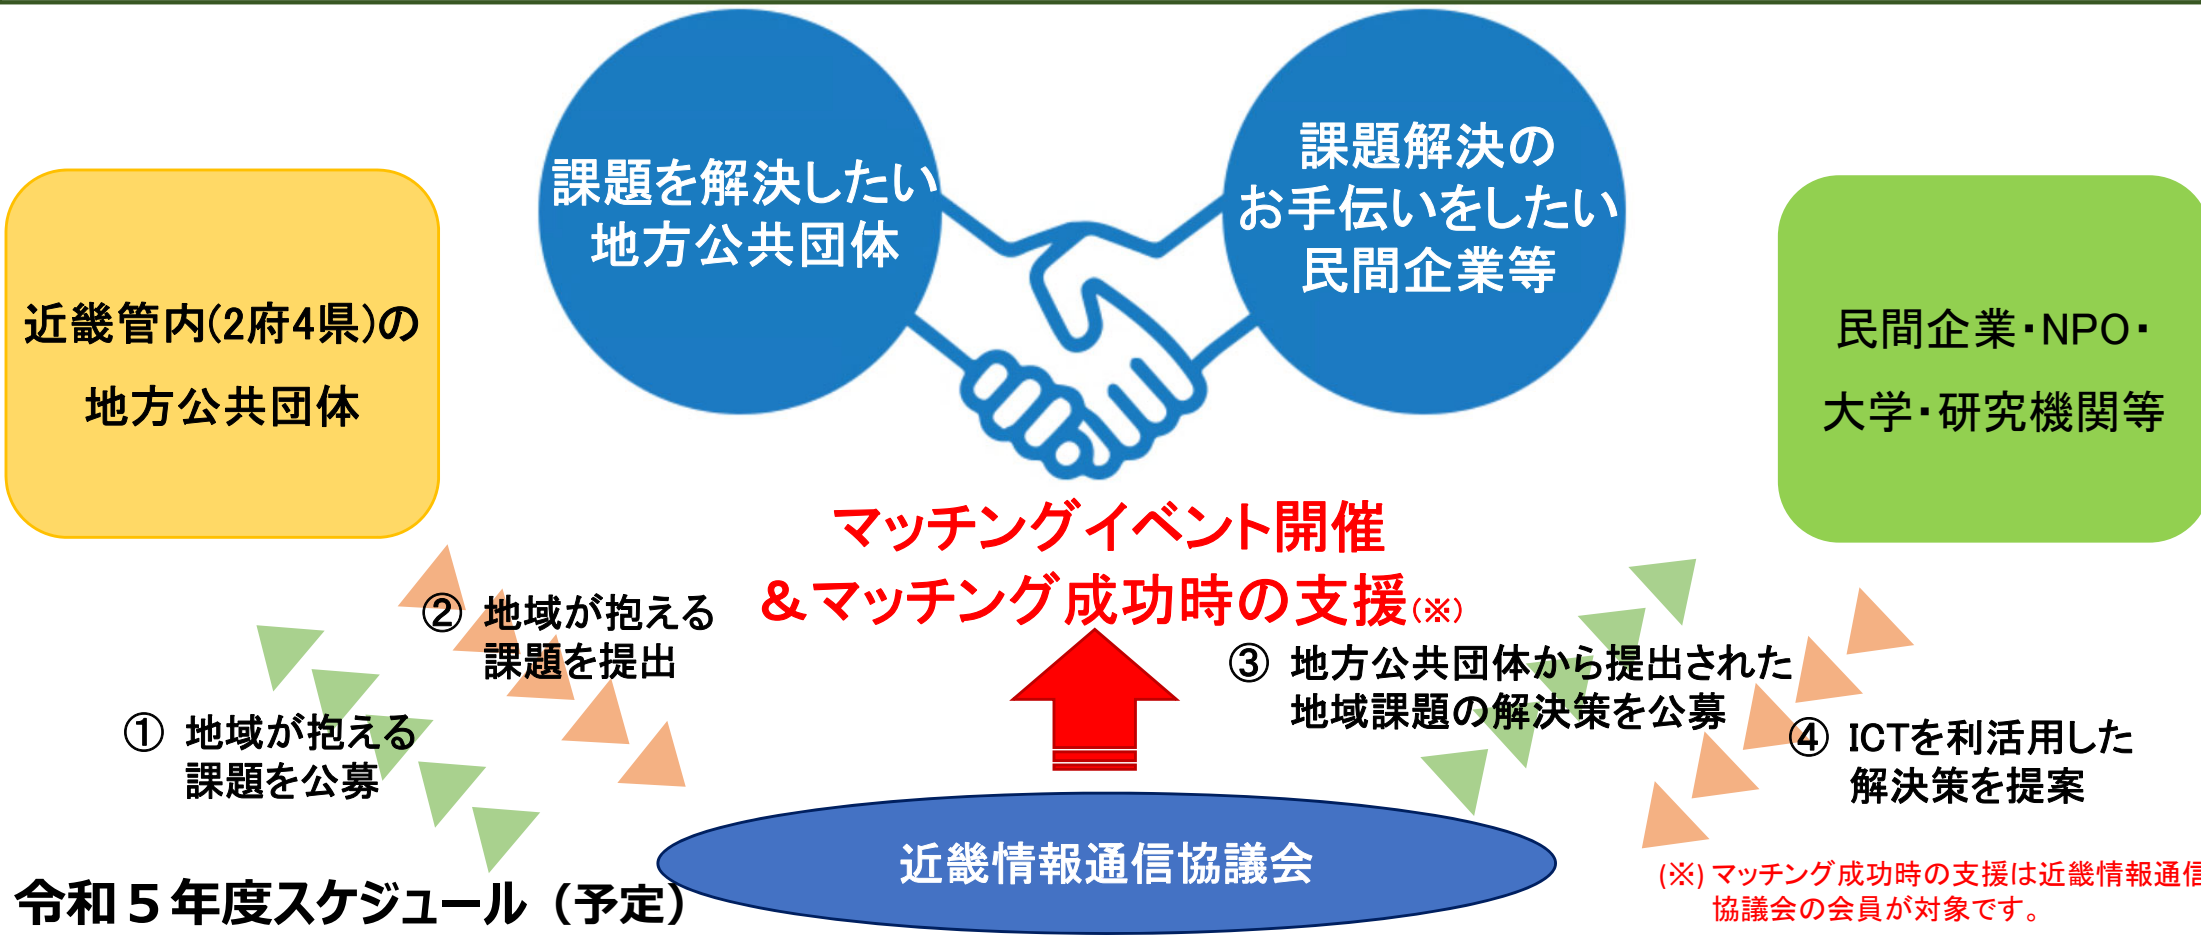 課題を解決したい
地方公共団体
課題解決の
お手伝いをしたい
民間企業等
近畿管内(2府4県)の
地方公共団体
民間企業・NPO・
大学・研究機関等
マッチングイベント開催
＆マッチング成功時の支援(※)
② 地域が抱える
課題を提出
① 地域が抱える
課題を公募
③ 地方公共団体から提出された
地域課題の解決策を公募
④ ICTを利活用した
解決策を提案
近畿情報通信協議会
(※) マッチング成功時の支援は近畿情報通信
協議会の会員が対象です。
令和５年度スケジュール（予定）